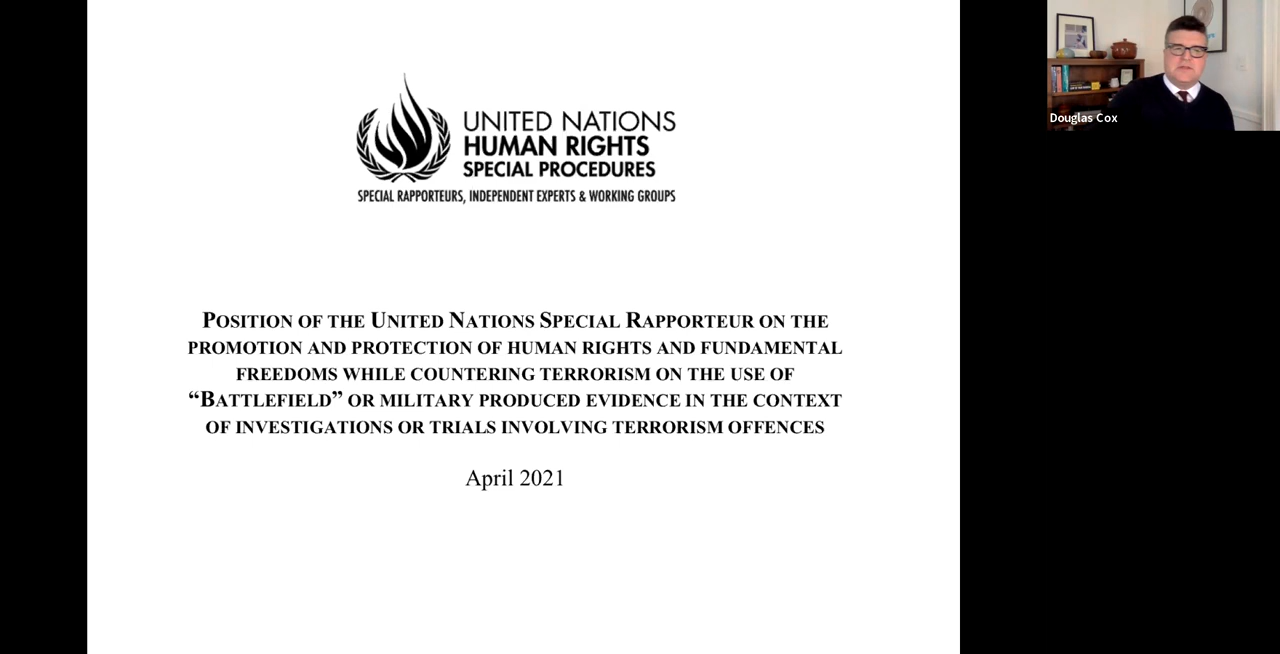 UNITED NATIONS
HUMAN RIGHTS
SPECIAL PROCEDURES
SPECIAL RAPPORTEURS, INDEPENDENT EXPERTS & WORKING GROUPS
POSITION OF THE UNITED NATIONS SPECIAL RAPPORTEUR ON THE
PROMOTION AND PROTECTION OF HUMAN RIGHTS AND FUNDAMENTAL
FREEDOMS WHILE COUNTERING TERRORISM ON THE USE OF
“BATTLEFIELD” OR MILITARY PRODUCED EVIDENCE IN THE CONTEXT
OF INVESTIGATIONS OR TRIALS INVOLVING TERRORISM OFFENCES
April 2021
Douglas Cox